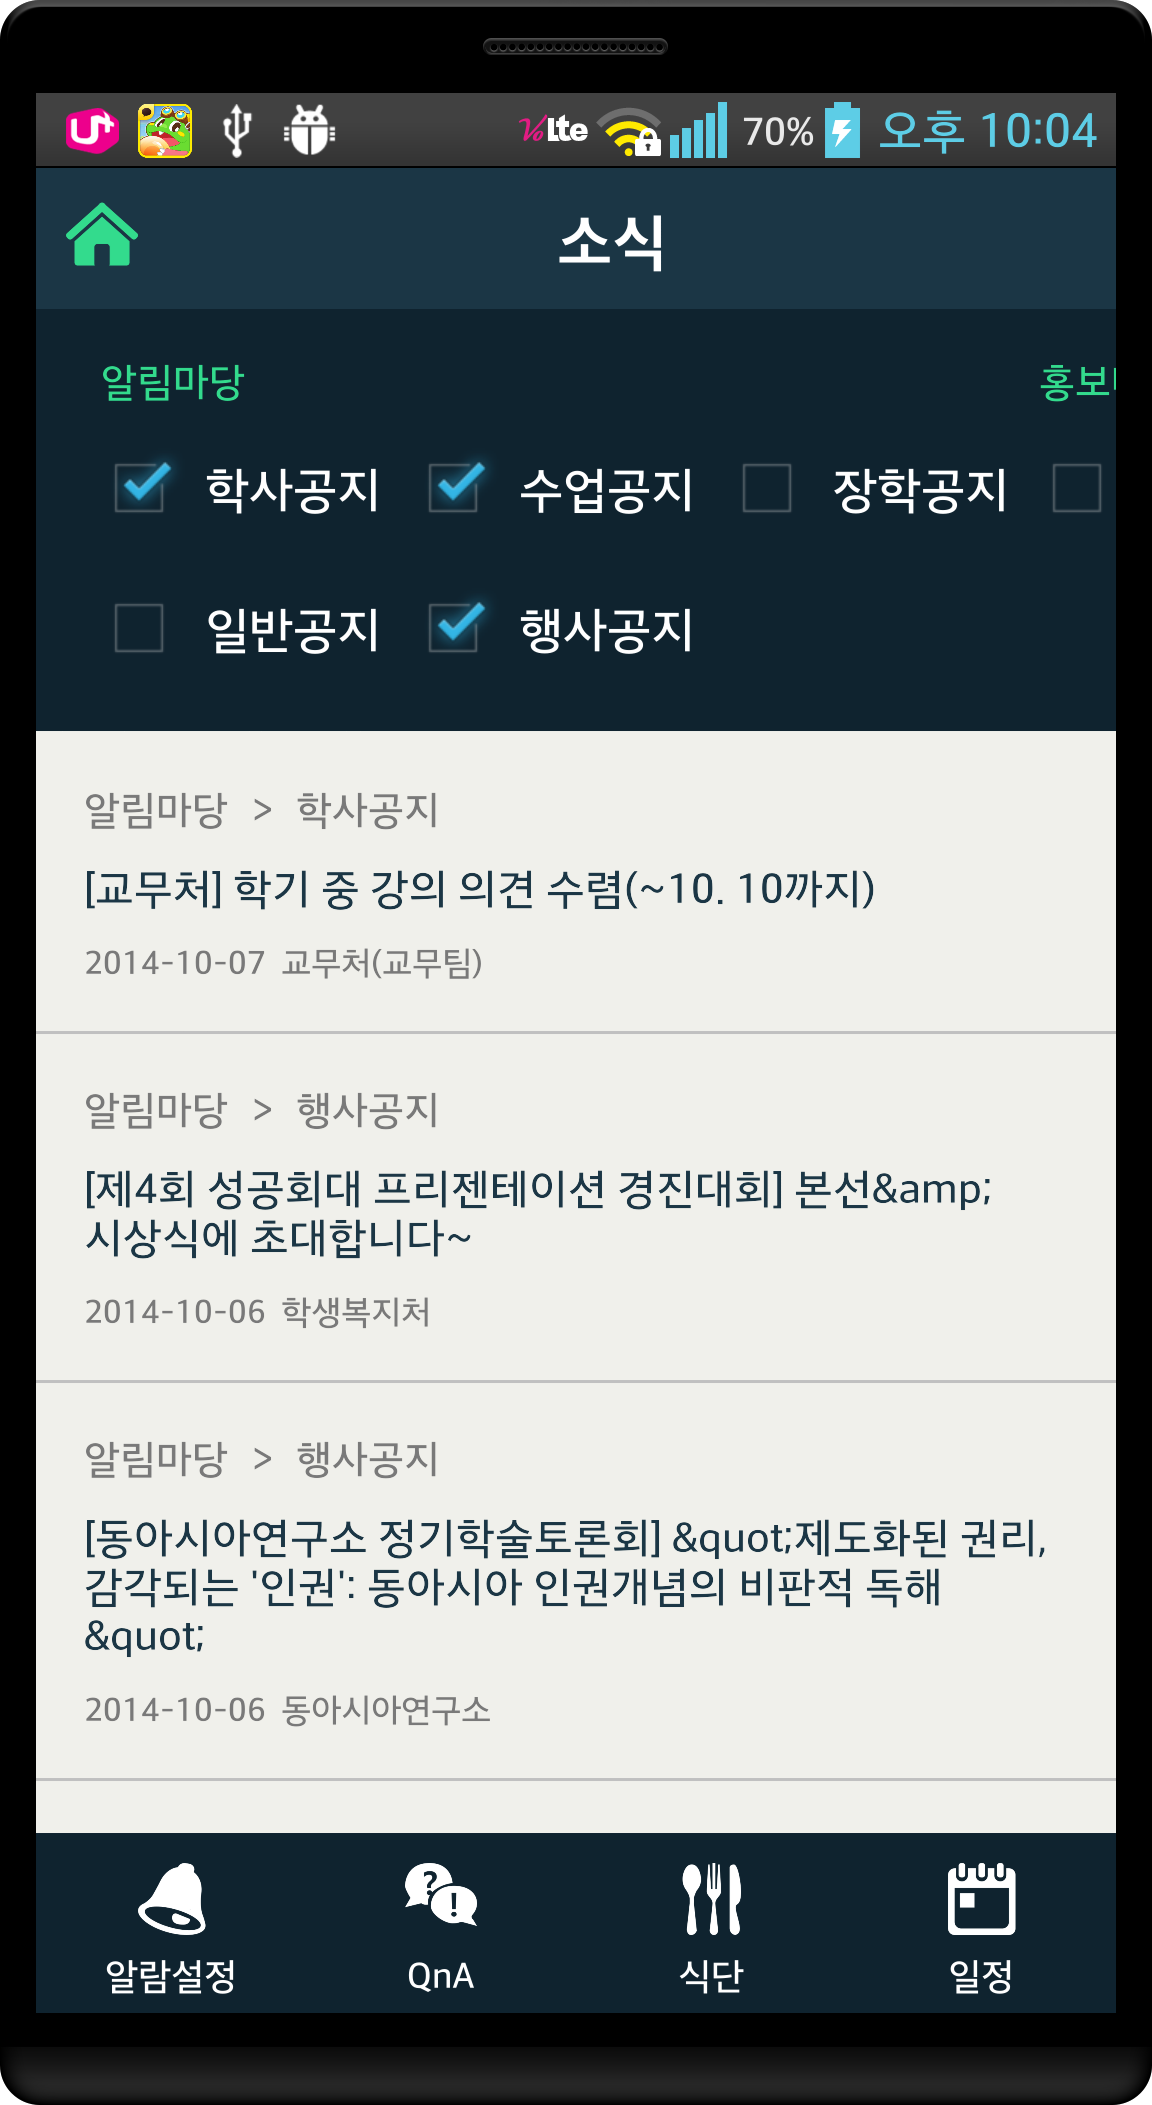 U+ VoLte 70% 오후 10:04
소식
알림마당 홍보
학사공지 수업공지 장학공지
일반공지 행사공지
알림마당 > 학사공지
[교무처] 학기 중 강의 의견 수렴(~10. 10까지)
2014-10-07 교무처(교무팀)
알림마당 > 행사공지
[제4회 성공회대 프리젠테이션 경진대회] 본선&amp;amp;
시상식에 초대합니다~
2014-10-06 학생복지처
알림마당 > 행사공지
[동아시아연구소 정기학술토론회] &amp;quot;제도화된 권리,
감각되는 '인권': 동아시아 인권개념의 비판적 독해
&amp;quot;
2014-10-06 동아시아연구소
알람설정 QnA 식단 일정